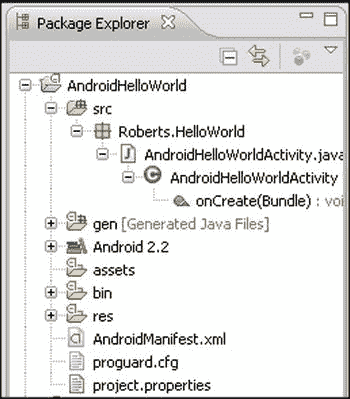 Package Explorer
AndroidHelloWorld
src
Roberts.HelloWorld
AndroidHelloWorldActivity.java
AndroidHelloWorldActivity
onCreate(Bundle) : voi
gen [Generated Java Files]
Android 2.2
assets
bin
res
AndroidManifest.xml
proguard.cfg
project.properties